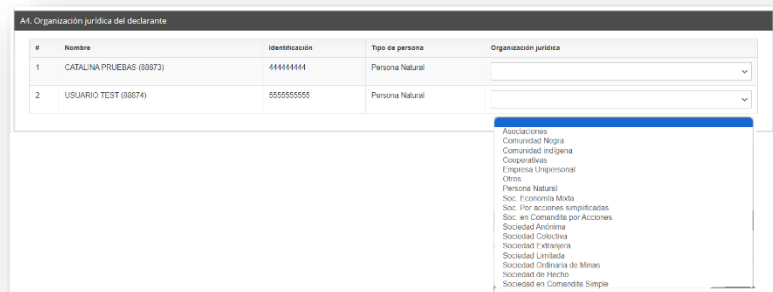 A4. Organización jurídica del declarante
# Nombre Identificación Tipo de persona Organización jurídica
1 CATALINA PRUEBAS (88873) 444444444 Persona Natural
2 USUARIO TEST (88874) 5555555555 Persona Natural
Asociaciones
Comunidad Negra
Comunidad indígena
Cooperativas
Empresa Unipersonal
Otros
Persona Natural
Soc. Economía Mixta
Soc. Por acciones simplificadas
Soc. en Comandita por Acciones
Sociedad Anónima
Sociedad Colectiva
Sociedad Extranjera
Sociedad Limitada
Sociedad Ordinaria de Minas
Sociedad de Hecho
Sociedad en Comandita Simple